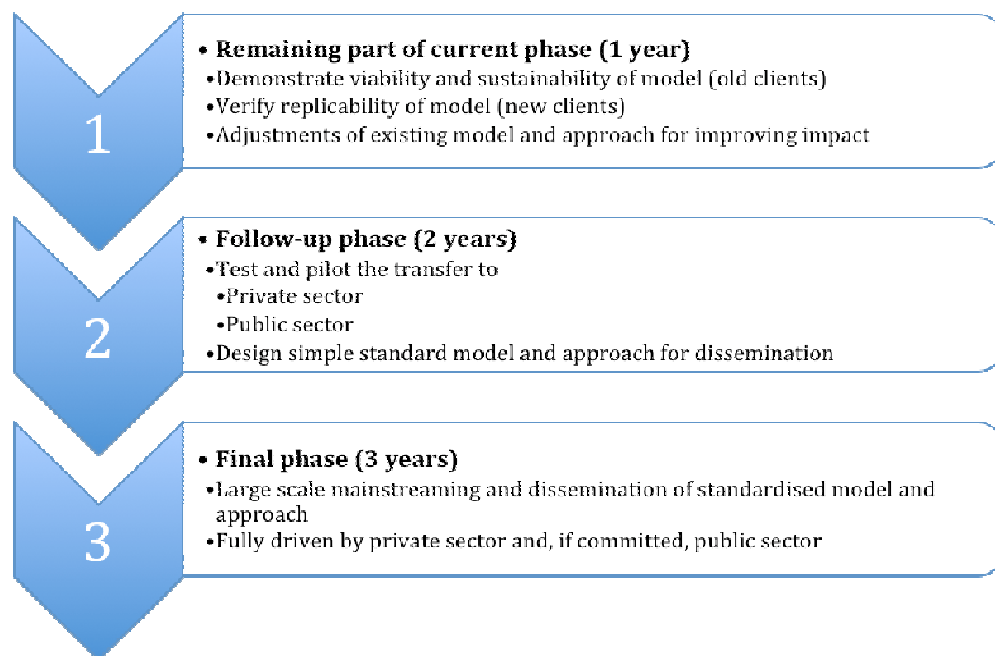 1
• Remaining part of current phase (1 year)
•Demonstrate viability and sustainability of model (old clients)
•Verify replicability of model (new clients)
•Adjustments of existing model and approach for improving impact
2
• Follow-up phase (2 years)
•Test and pilot the transfer to
•Private sector
•Public sector
•Design simple standard model and approach for dissemination
3
• Final phase (3 years)
•Large scale mainstreaming and dissemination of standardised model and
approach
•Fully driven by private sector and, if committed, public sector